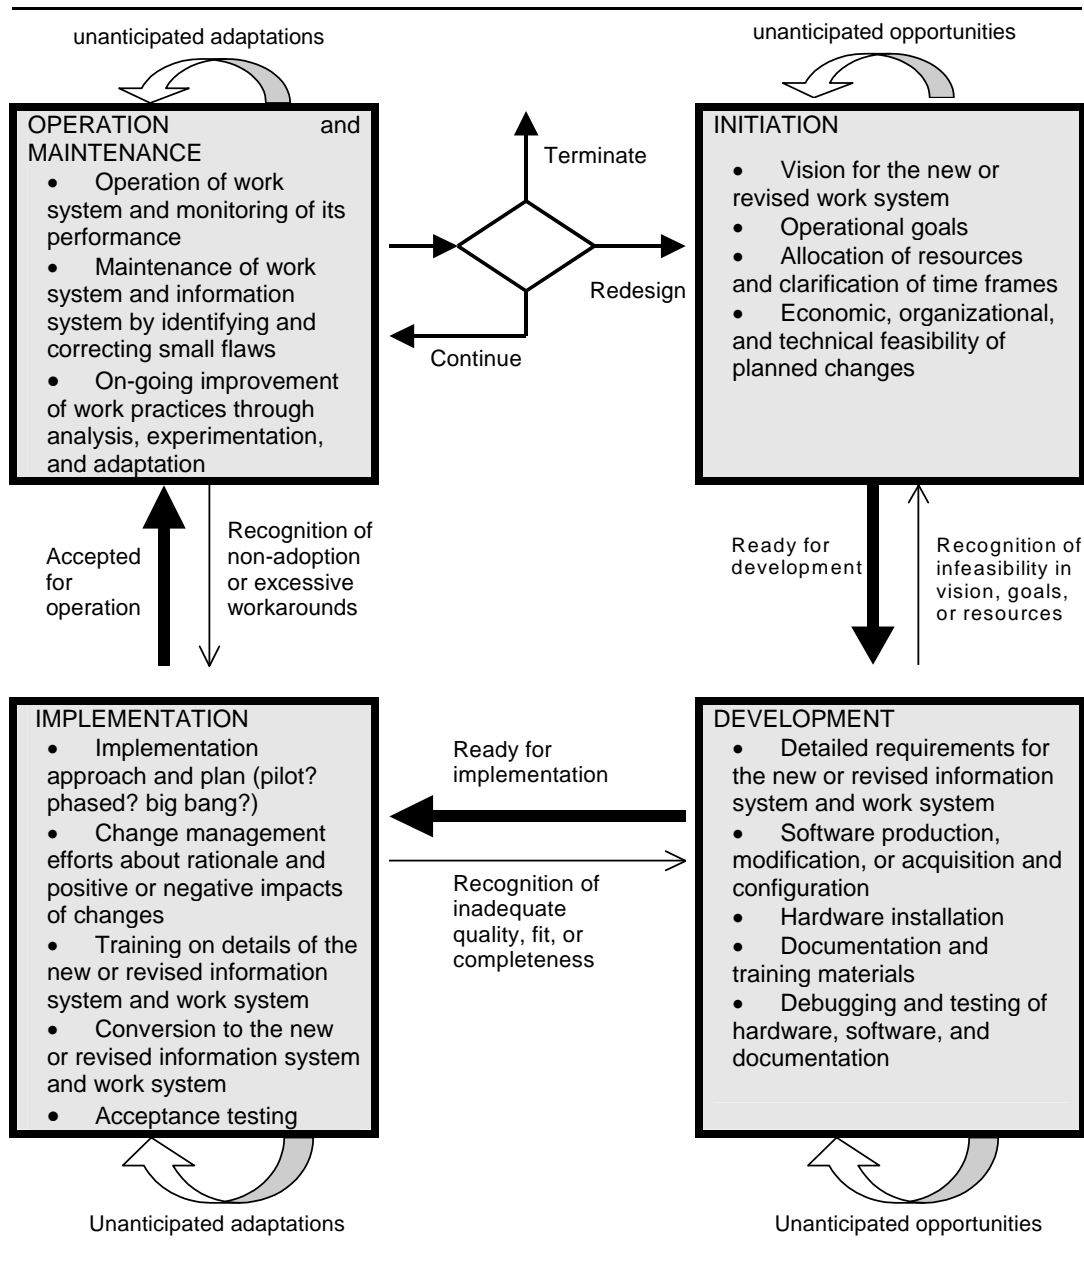 unanticipated adaptations
unanticipated opportunities
OPERATION and
MAINTENANCE
• Operation of work
system and monitoring of its
performance
• Maintenance of work
system and information
system by identifying and
correcting small flaws
• On-going improvement
of work practices through
analysis, experimentation,
and adaptation
Terminate
Redesign
Continue
INITIATION
• Vision for the new or
revised work system
• Operational goals
• Allocation of resources
and clarification of time frames
• Economic, organizational,
and technical feasibility of
planned changes
Accepted
for
operation
Recognition of
non-adoption
or excessive
workarounds
Ready for
development
Recognition of
infeasibility in
vision, goals,
or resources
IMPLEMENTATION
• Implementation
approach and plan (pilot?
phased? big bang?)
• Change management
efforts about rationale and
positive or negative impacts
of changes
• Training on details of the
new or revised information
system and work system
• Conversion to the new
or revised information system
and work system
• Acceptance testing
Ready for
implementation
Recognition of
inadequate
quality, fit, or
completeness
DEVELOPMENT
• Detailed requirements for
the new or revised information
system and work system
• Software production,
modification, or acquisition and
configuration
• Hardware installation
• Documentation and
training materials
• Debugging and testing of
hardware, software, and
documentation
Unanticipated adaptations
Unanticipated opportunities